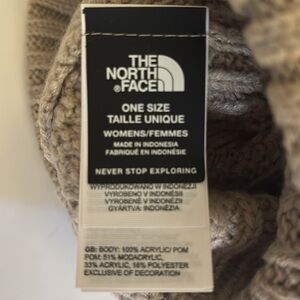 THE
NORTH
FACE
ONE SIZE
TAILLE UNIQUE
WOMENS/FEMMES
MADE IN INDONESIA
FABRIQUÉ EN INDONÉSIE
NEVER STOP EXPLORING
WYPRODUKOWANO W INDONEZJI
VYROBENO V INDONÉSII
VYROBENÉ V INDONÉZII
GYÁRTVA: INDONÉZIA
GB: BODY: 100% ACRYLIC/ POM
POM: 51% MODACRYLIC,
33% ACRYLIC, 16% POLYESTER
EXCLUSIVE OF DECORATION